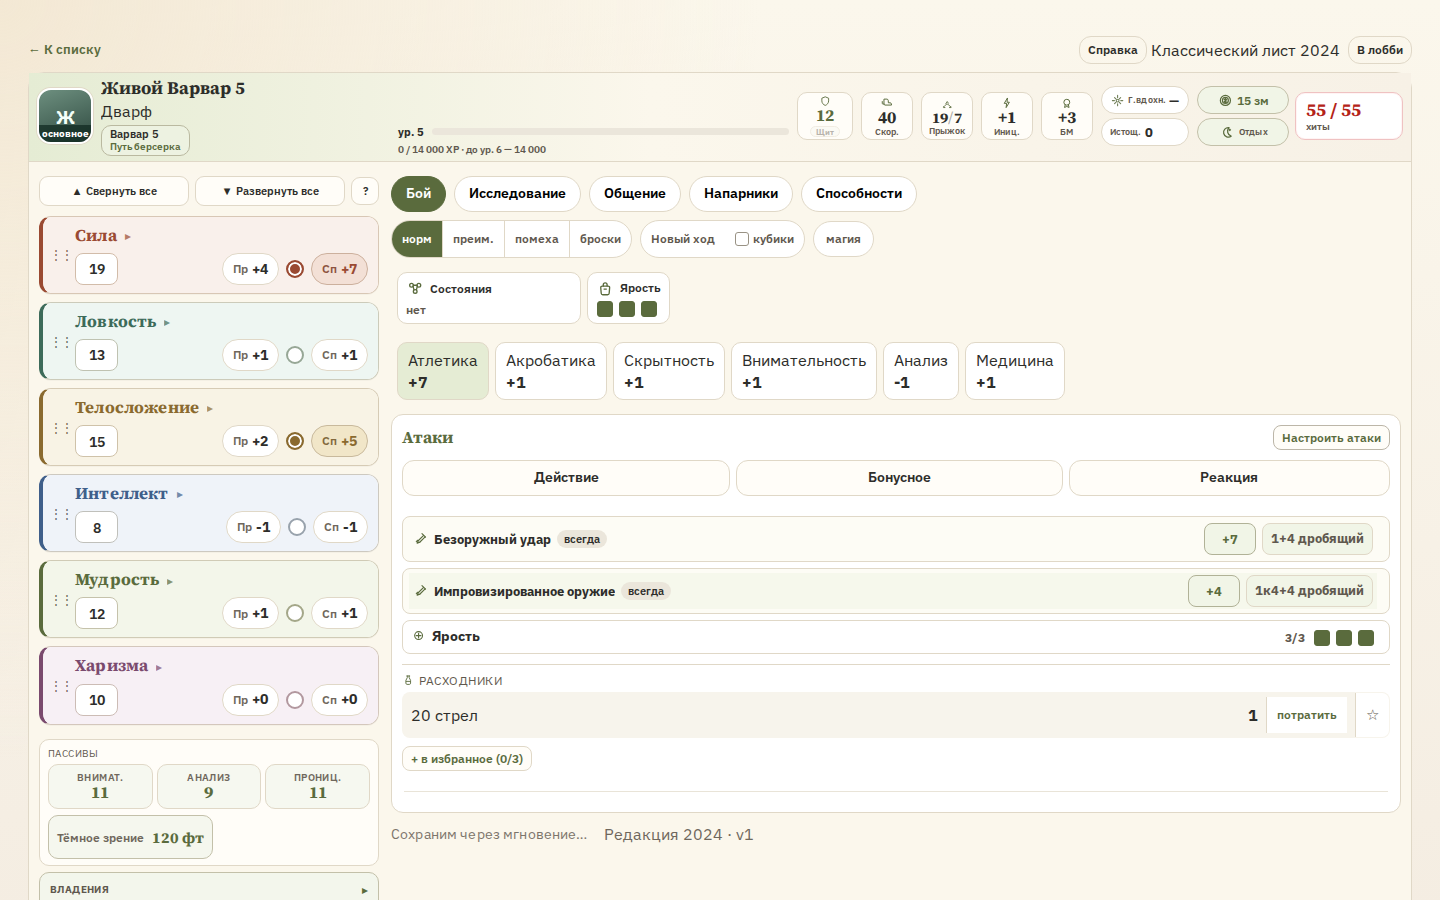 ← К списку
Справка Классический лист 2024 В лобби
Ж
основное
Живой Варвар 5
Дварф
Варвар 5
Путь берсерка
ур. 5
0 / 14 000 XP · до ур. 6 — 14 000
12
Щит
40
Скор.
19/7
Прыжок
+1
Иниц.
+3
БМ
Г.вдохн. —
Истощ. 0
15 зм
Отдых
55 / 55
хиты
▲ Свернуть все
▼ Развернуть все
?
Сила ▸
19 Пр +4 Сп +7
Ловкость ▸
13 Пр +1 Сп +1
Телосложение ▸
15 Пр +2 Сп +5
Интеллект ▸
8 Пр -1 Сп -1
Мудрость ▸
12 Пр +1 Сп +1
Харизма ▸
10 Пр +0 Сп +0
ПАССИВЫ
ВНИМАТ.
11
АНАЛИЗ
9
ПРОНИЦ.
11
Тёмное зрение 120 фт
ВЛАДЕНИЯ ▸
Бой Исследование Общение Напарники Способности
норм преим. помеха броски Новый ход кубики магия
Состояния
нет
Ярость
Атлетика
+7
Акробатика
+1
Скрытность
+1
Внимательность
+1
Анализ
-1
Медицина
+1
Атаки Настроить атаки
Действие Бонусное Реакция
Безоружный удар всегда +7 1+4 дробящий
Импровизированное оружие всегда +4 1к4+4 дробящий
Ярость 3/3
РАСХОДНИКИ
20 стрел 1 потратить ☆
+ в избранное (0/3)
Сохраним через мгновение… Редакция 2024 · v1